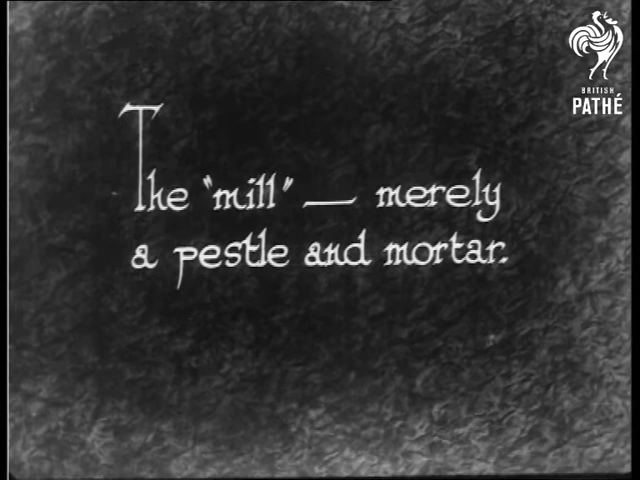 BRITISH
PATHÉ
The "mill" — merely
a pestle and mortar.